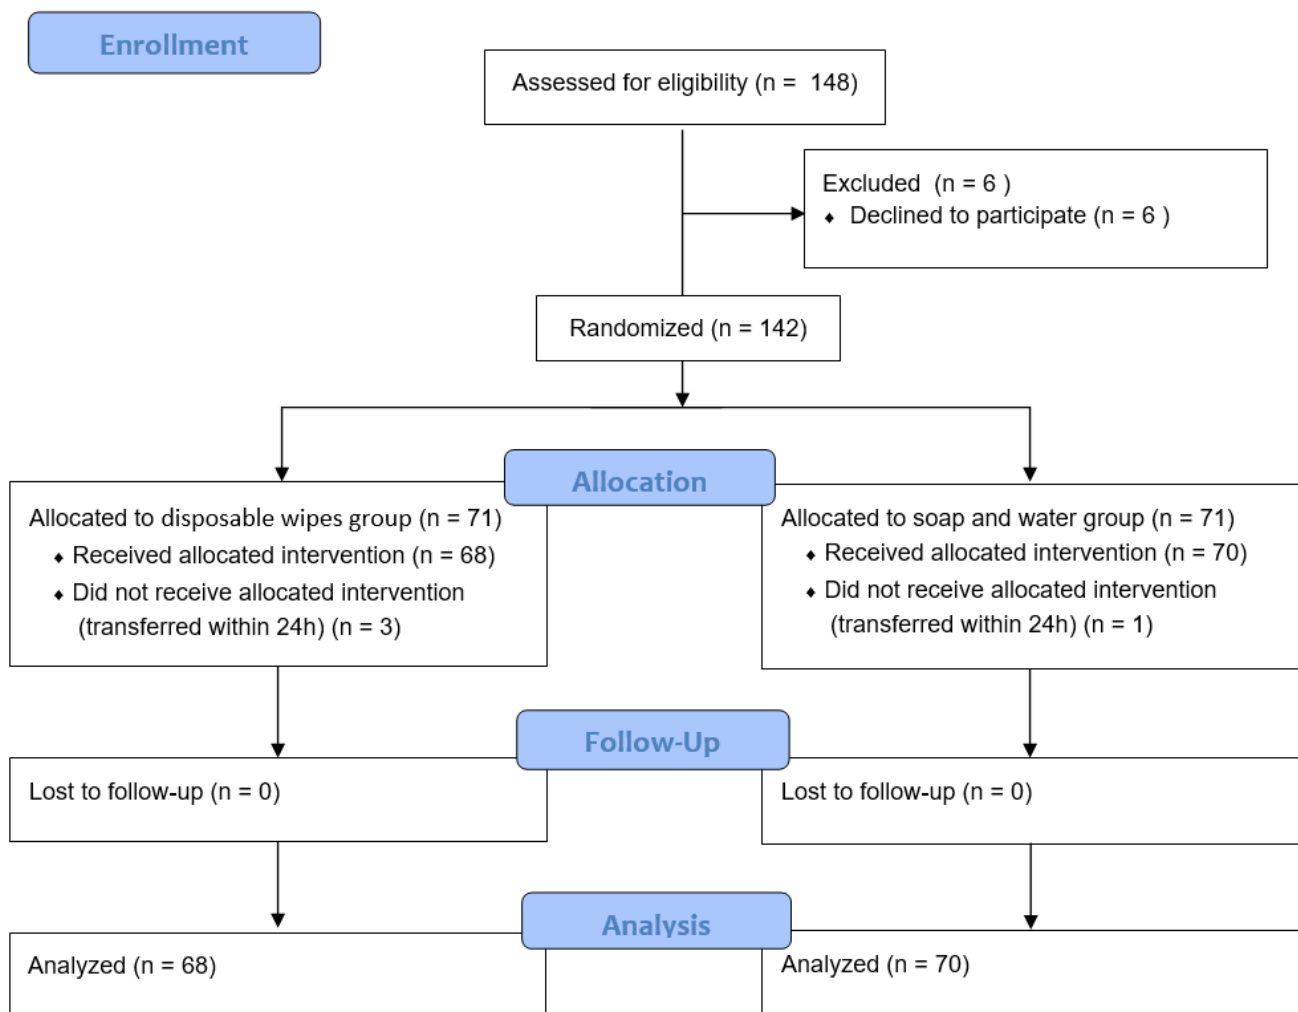 Enrollment
Assessed for eligibility (n = 148)
Excluded (n = 6 )
♦ Declined to participate (n = 6 )
Randomized (n = 142)
Allocation
Allocated to disposable wipes group (n = 71)
♦ Received allocated intervention (n = 68)
♦ Did not receive allocated intervention
(transferred within 24h) (n = 3)
Allocated to soap and water group (n = 71)
♦ Received allocated intervention (n = 70)
♦ Did not receive allocated intervention
(transferred within 24h) (n = 1)
Follow-Up
Lost to follow-up (n = 0)
Lost to follow-up (n = 0)
Analysis
Analyzed (n = 68)
Analyzed (n = 70)